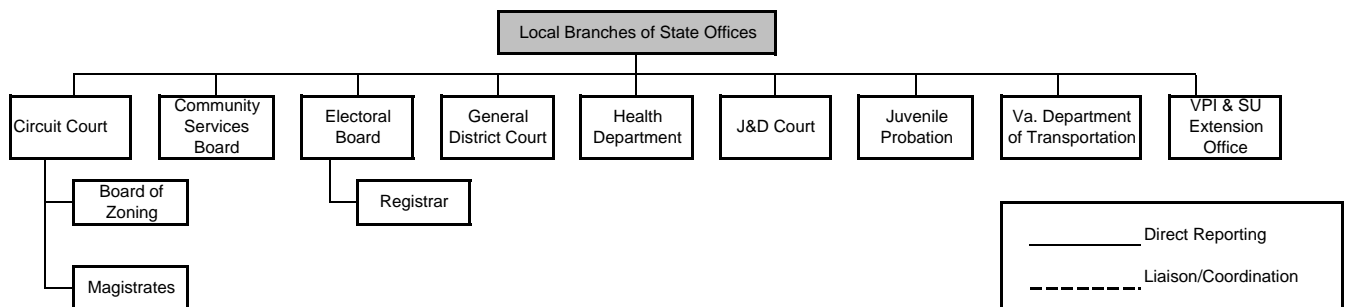 Local Branches of State Offices
Circuit Court
Community
Services
Board
Electoral
Board
General
District Court
Health
Department
J&D Court
Juvenile
Probation
Va. Department
of Transportation
VPI & SU
Extension
Office
Board of
Zoning
Registrar
Magistrates
Direct Reporting
Liaison/Coordination